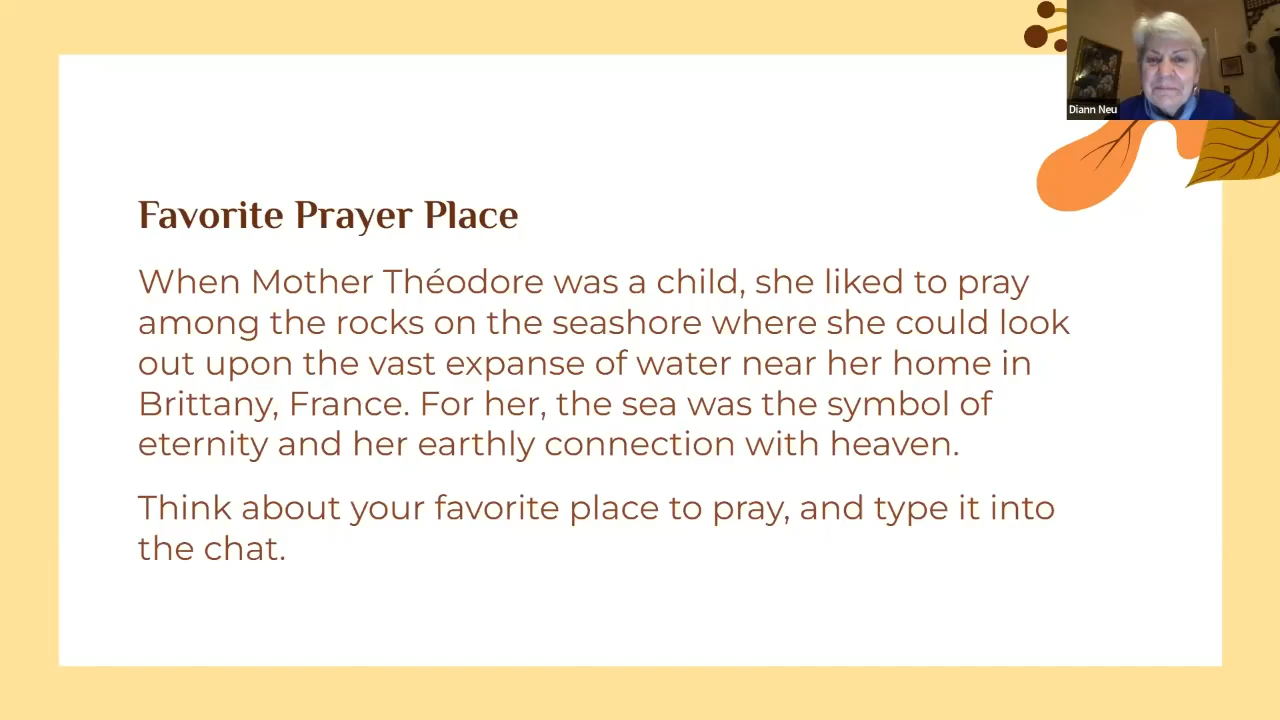 Diann Neu
Favorite Prayer Place
When Mother Théodore was a child, she liked to pray
among the rocks on the seashore where she could look
out upon the vast expanse of water near her home in
Brittany, France. For her, the sea was the symbol of
eternity and her earthly connection with heaven.
Think about your favorite place to pray, and type it into
the chat.